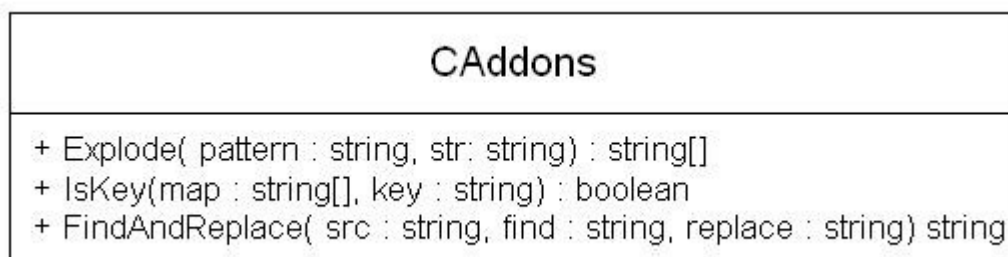 CAddons
+ Explode( pattern : string, str: string) : string[]
+ IsKey(map : string[], key : string) : boolean
+ FindAndReplace( src : string, find : string, replace : string) string